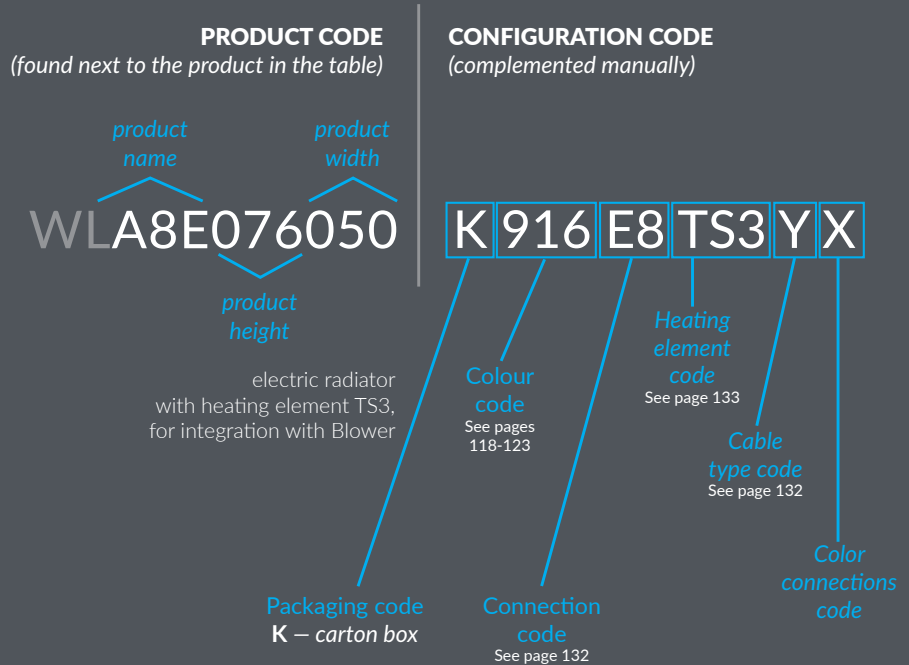 PRODUCT CODE
(found next to the product in the table)
CONFIGURATION CODE
(complemented manually)
product
name
product
width
WLA8E076050
K 916 E8 TS3 Y X
product
height
electric radiator
with heating element TS3,
for integration with Blower
Colour
code
See pages
118-123
Heating
element
code
See page 133
Cable
type code
See page 132
Color
connections
code
Packaging code
K – carton box
Connection
code
See page 132